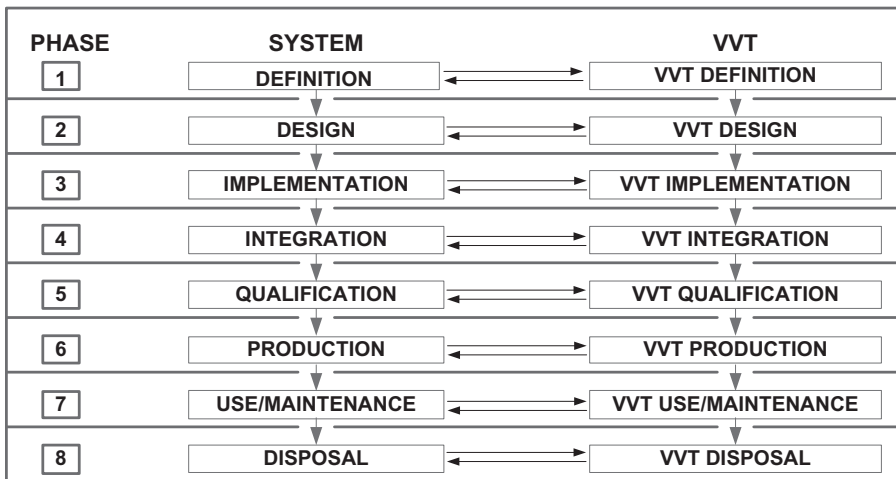 PHASE SYSTEM VVT
1 DEFINITION VVT DEFINITION
2 DESIGN VVT DESIGN
3 IMPLEMENTATION VVT IMPLEMENTATION
4 INTEGRATION VVT INTEGRATION
5 QUALIFICATION VVT QUALIFICATION
6 PRODUCTION VVT PRODUCTION
7 USE/MAINTENANCE VVT USE/MAINTENANCE
8 DISPOSAL VVT DISPOSAL